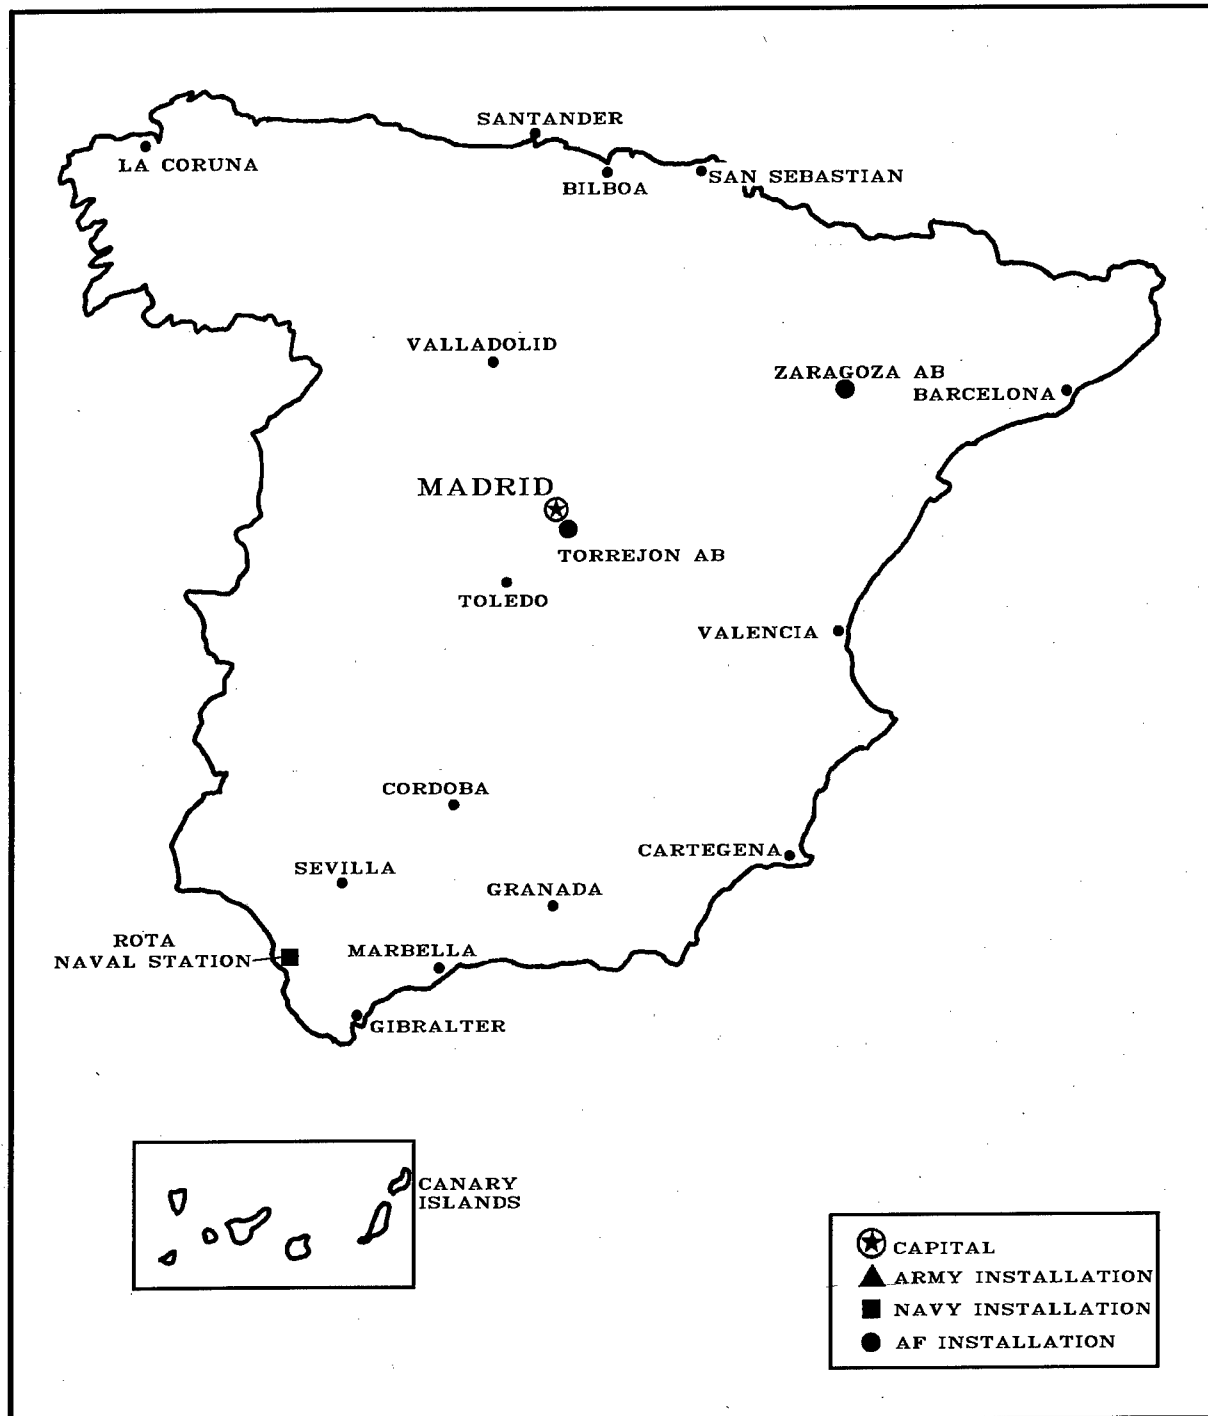 SANTANDER
LA CORUNA
BILBOA
SAN SEBASTIAN
VALLADOLID
ZARAGOZA AB
BARCELONA
MADRID
TORREJON AB
TOLEDO
VALENCIA
CORDOBA
CARTEGENA
SEVILLA
GRANADA
ROTA
NAVAL STATION
MARBELLA
GIBRALTER
CANARY
ISLANDS
CAPITAL
ARMY INSTALLATION
NAVY INSTALLATION
AF INSTALLATION